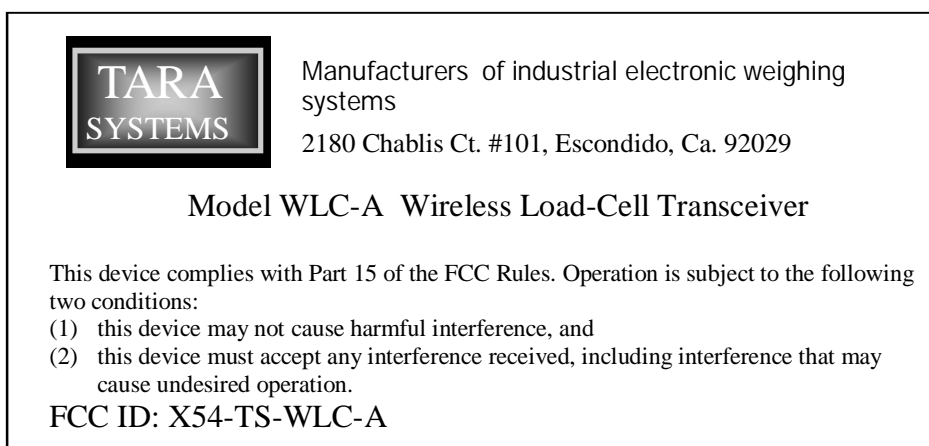 TARA
SYSTEMS
Manufacturers of industrial electronic weighing
systems
2180 Chablis Ct. #101, Escondido, Ca. 92029
Model WLC-A Wireless Load-Cell Transceiver
This device complies with Part 15 of the FCC Rules. Operation is subject to the following
two conditions:
(1) this device may not cause harmful interference, and
(2) this device must accept any interference received, including interference that may
cause undesired operation.
FCC ID: X54-TS-WLC-A